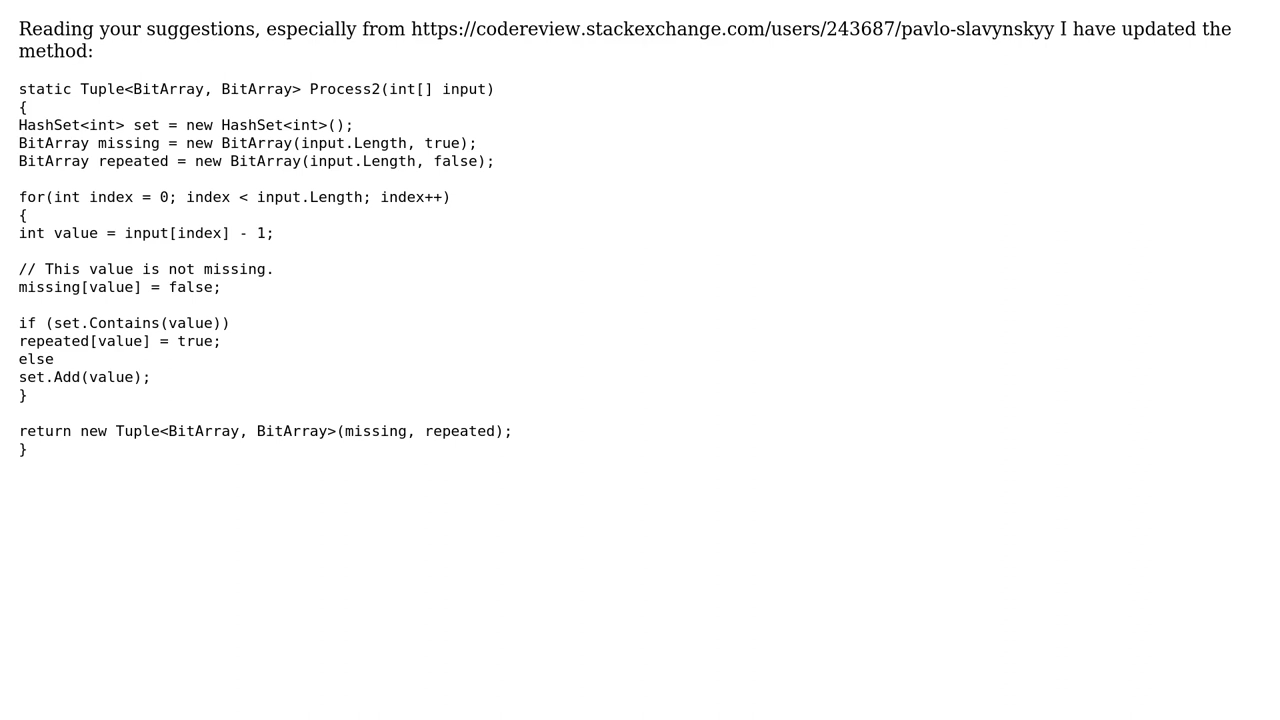 Reading your suggestions, especially from https://codereview.stackexchange.com/users/243687/pavlo-slavynskyy I have updated the
method:
static Tuple<BitArray, BitArray> Process2(int[] input)
{
HashSet<int> set = new HashSet<int>();
BitArray missing = new BitArray(input.Length, true);
BitArray repeated = new BitArray(input.Length, false);
for(int index = 0; index < input.Length; index++)
{
int value = input[index] - 1;
// This value is not missing.
missing[value] = false;
if (set.Contains(value))
repeated[value] = true;
else
set.Add(value);
}
return new Tuple<BitArray, BitArray>(missing, repeated);
}